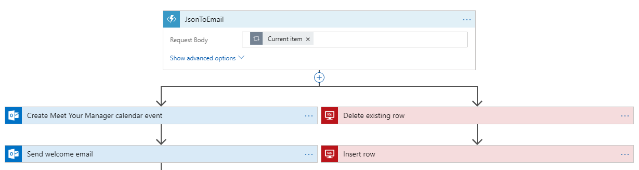 JsonToEmail
Request Body
Current item ×
Show advanced options
Create Meet Your Manager calendar event
Delete existing row
Send welcome email
Insert row